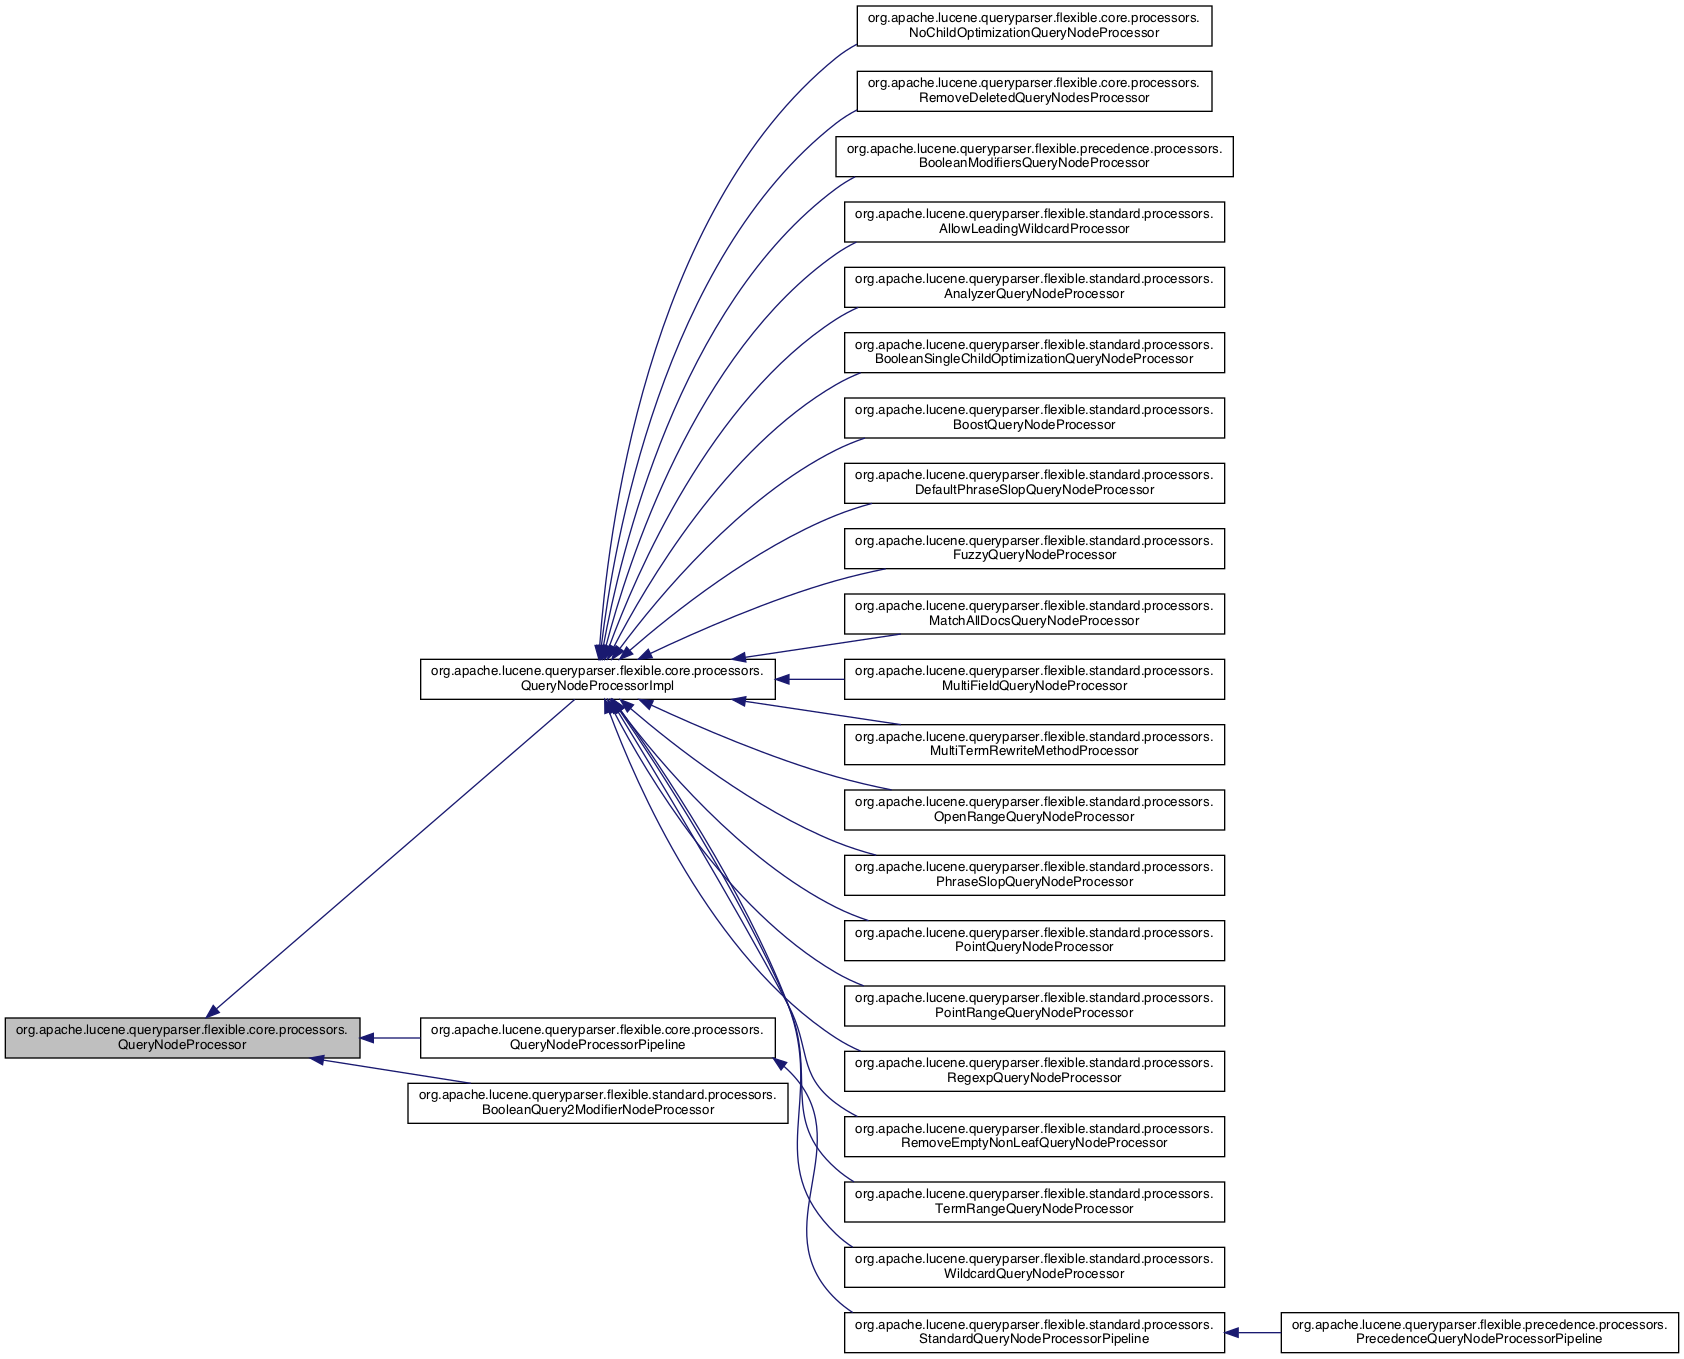 org.apache.lucene.queryparser.flexible.core.processors.
NoChildOptimizationQueryNodeProcessor
org.apache.lucene.queryparser.flexible.core.processors.
RemoveDeletedQueryNodesProcessor
org.apache.lucene.queryparser.flexible.precedence.processors.
BooleanModifiersQueryNodeProcessor
org.apache.lucene.queryparser.flexible.standard.processors.
AllowLeadingWildcardProcessor
org.apache.lucene.queryparser.flexible.standard.processors.
AnalyzerQueryNodeProcessor
org.apache.lucene.queryparser.flexible.standard.processors.
BooleanSingleChildOptimizationQueryNodeProcessor
org.apache.lucene.queryparser.flexible.standard.processors.
BoostQueryNodeProcessor
org.apache.lucene.queryparser.flexible.standard.processors.
DefaultPhraseSlopQueryNodeProcessor
org.apache.lucene.queryparser.flexible.standard.processors.
FuzzyQueryNodeProcessor
org.apache.lucene.queryparser.flexible.standard.processors.
MatchAllDocsQueryNodeProcessor
org.apache.lucene.queryparser.flexible.core.processors.
QueryNodeProcessorImpl
org.apache.lucene.queryparser.flexible.standard.processors.
MultiFieldQueryNodeProcessor
org.apache.lucene.queryparser.flexible.standard.processors.
MultiTermRewriteMethodProcessor
org.apache.lucene.queryparser.flexible.standard.processors.
OpenRangeQueryNodeProcessor
org.apache.lucene.queryparser.flexible.standard.processors.
PhraseSlopQueryNodeProcessor
org.apache.lucene.queryparser.flexible.standard.processors.
PointQueryNodeProcessor
org.apache.lucene.queryparser.flexible.standard.processors.
PointRangeQueryNodeProcessor
org.apache.lucene.queryparser.flexible.core.processors.
QueryNodeProcessor
org.apache.lucene.queryparser.flexible.core.processors.
QueryNodeProcessorPipeline
org.apache.lucene.queryparser.flexible.standard.processors.
RegexpQueryNodeProcessor
org.apache.lucene.queryparser.flexible.standard.processors.
BooleanQuery2ModifierNodeProcessor
org.apache.lucene.queryparser.flexible.standard.processors.
RemoveEmptyNonLeafQueryNodeProcessor
org.apache.lucene.queryparser.flexible.standard.processors.
TermRangeQueryNodeProcessor
org.apache.lucene.queryparser.flexible.standard.processors.
WildcardQueryNodeProcessor
org.apache.lucene.queryparser.flexible.standard.processors.
StandardQueryNodeProcessorPipeline
org.apache.lucene.queryparser.flexible.precedence.processors.
PrecedenceQueryNodeProcessorPipeline